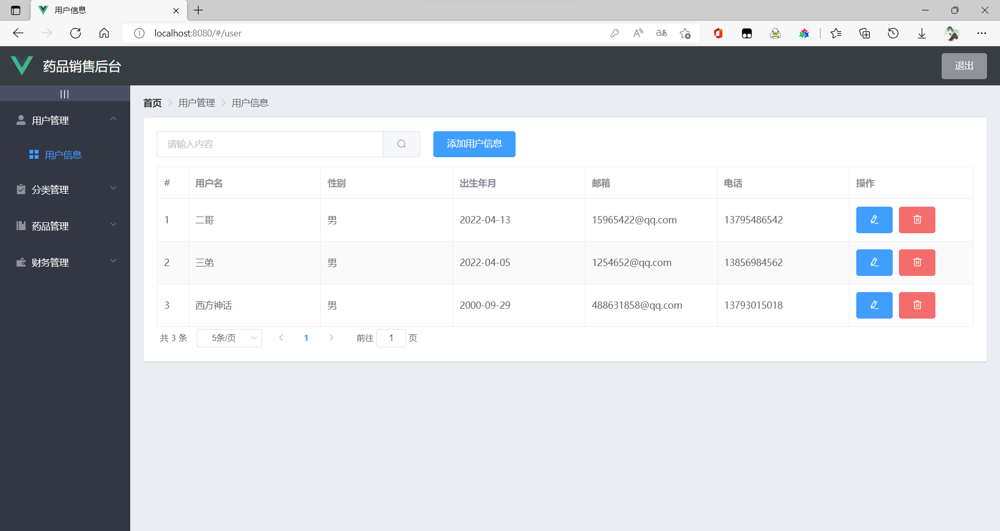 用户信息
localhost:8080/#/user
药品销售后台
退出
|||
首页 用户管理 用户信息
用户管理
用户信息
分类管理
药品管理
财务管理
请输入内容
添加用户信息
# 用户名 性别 出生年月 邮箱 电话 操作
1 二哥 男 2022-04-13 15965422@qq.com 13795486542
2 三弟 男 2022-04-05 1254652@qq.com 13856984562
3 西方神话 男 2000-09-29 488631858@qq.com 13793015018
共 3 条 5条/页 1 前往 1 页